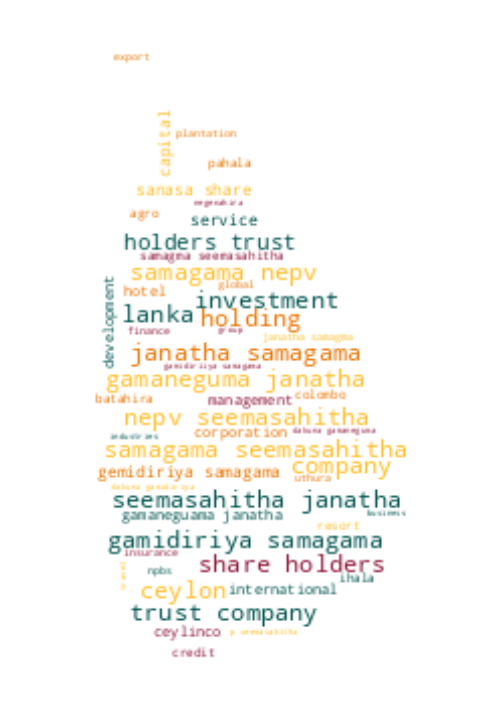 export
capital
plantation
pahala
sanasa share
negenahira
agro
service
holders trust
samagma seemasahitha
samagama nepv
global
hotel
development
investment
lanka
holding
finance
group
janatha samagma
janatha samagama
gamidiriiya samagama
gamaneguma janatha
batahira
management
colombo
nepv seemasahitha
corporation
dakuna gamaneguma
industries
samagama seemasahitha
company
gemidiriya samagama
uthura
dakuna gamidiriya
seemasahitha janatha
gamaneguama janatha
business
resort
gamidiriya samagama
insurance
share holders
travel
npbs
ihala
ceylon
international
trust company
ceylinco
p seemasahitha
credit